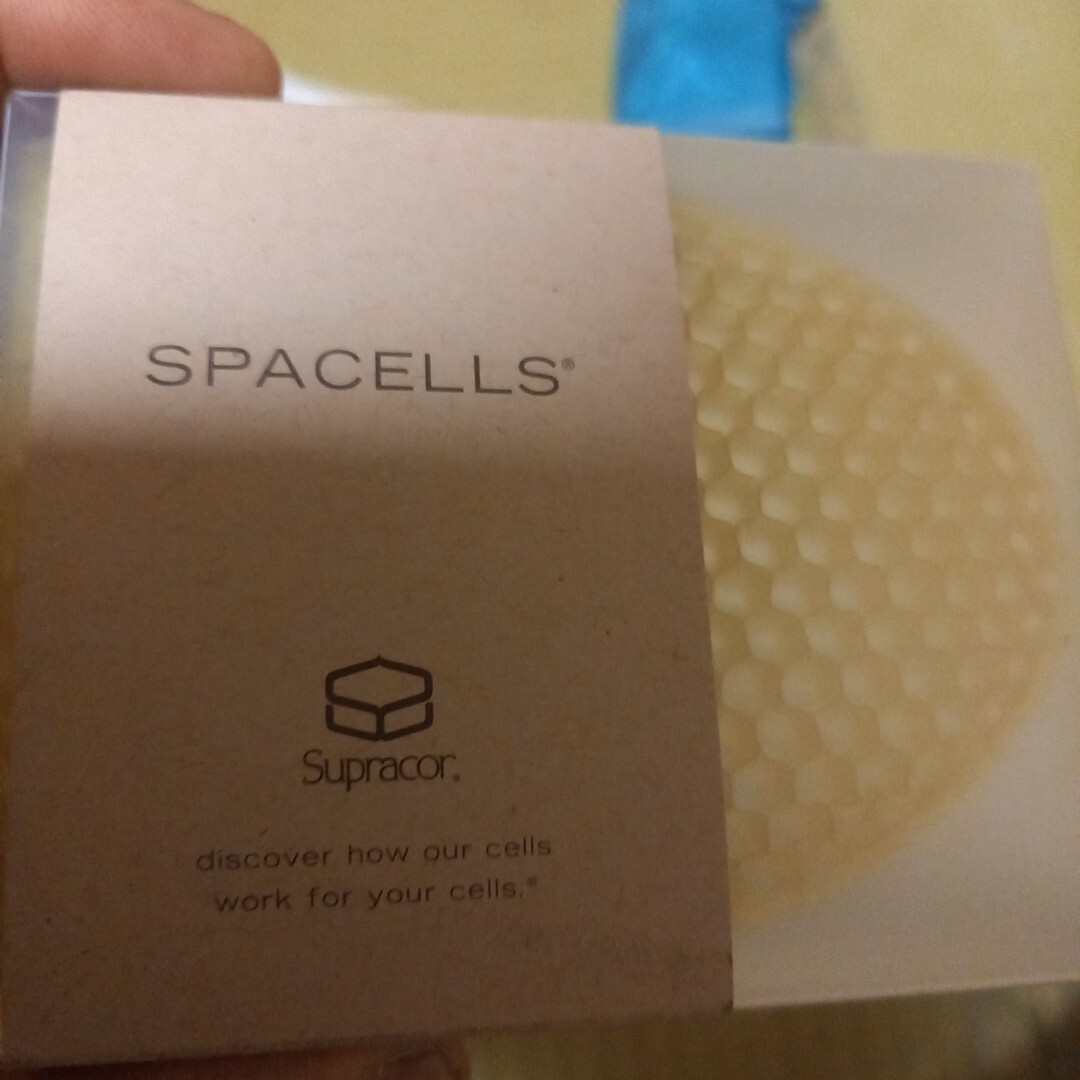 SPACELLS®
Supracor®
discover how our cells
work for your cells.®